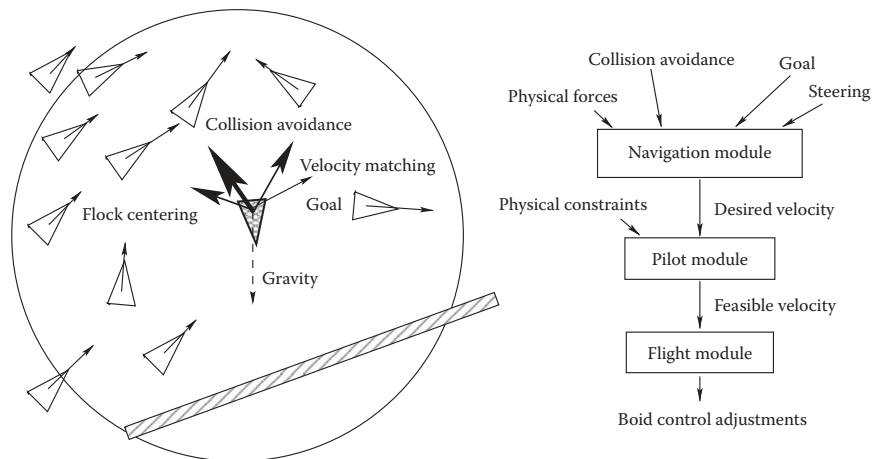 Collision avoidance
Velocity matching
Flock centering
Goal
Gravity
Collision avoidance
Goal
Physical forces
Steering
Navigation module
Physical constraints
Desired velocity
Pilot module
Feasible velocity
Flight module
Boid control adjustments